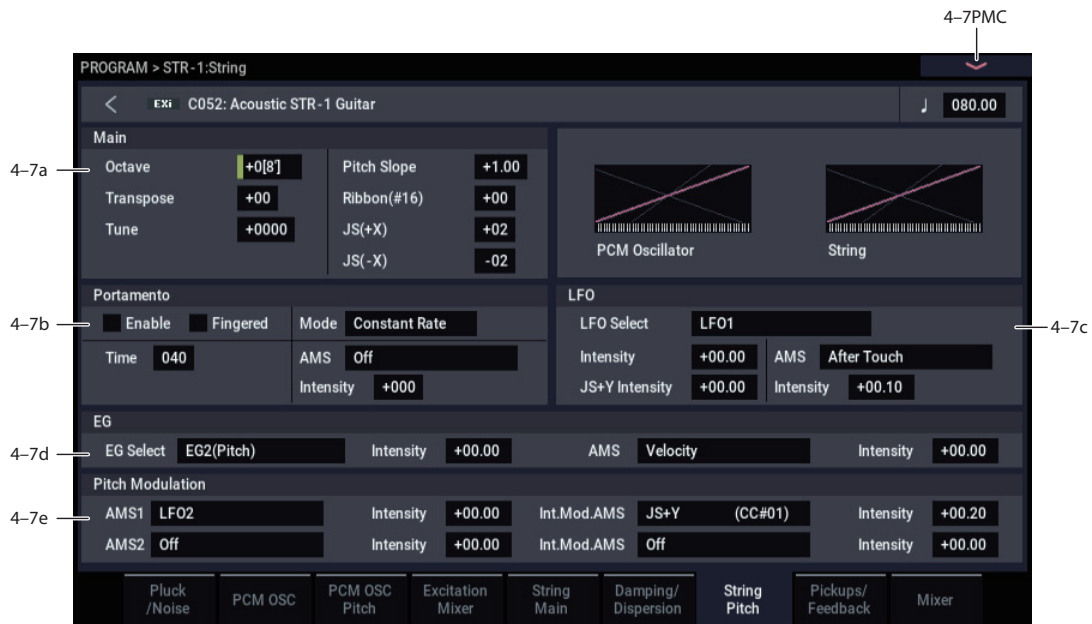 4–7PMC
PROGRAM > STR-1:String
EXi C052: Acoustic STR-1 Guitar
♩ 080.00
Main
4–7a
Octave +0[8'] Pitch Slope +1.00
Transpose +00 Ribbon(#16) +00
Tune +0000 JS(+X) +02
JS(-X) -02
PCM Oscillator String
Portamento
4–7b
Enable Fingered Mode Constant Rate
Time 040 AMS Off
Intensity +000
LFO
LFO Select LFO1
4–7c
Intensity +00.00 AMS After Touch
JS+Y Intensity +00.00 Intensity +00.10
EG
4–7d
EG Select EG2(Pitch) Intensity +00.00 AMS Velocity Intensity +00.00
Pitch Modulation
4–7e
AMS1 LFO2 Intensity +00.00 Int.Mod.AMS JS+Y (CC#01) Intensity +00.20
AMS2 Off Intensity +00.00 Int.Mod.AMS Off Intensity +00.00
Pluck
/Noise
PCM OSC
PCM OSC
Pitch
Excitation
Mixer
String
Main
Damping/
Dispersion
String
Pitch
Pickups/
Feedback
Mixer